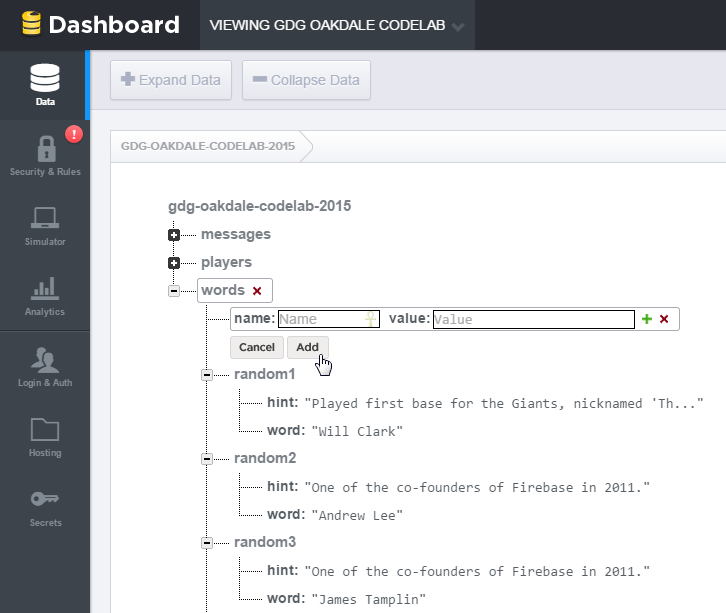 Dashboard
VIEWING GDG OAKDALE CODELAB
Data
Expand Data
Collapse Data
!
Security & Rules
Simulator
Analytics
Login & Auth
Hosting
Secrets
GDG-OAKDALE-CODELAB-2015
gdg-oakdale-codelab-2015
messages
players
words
name: Name value: Value
Cancel Add
random1
hint: "Played first base for the Giants, nicknamed 'Th..."
word: "Will Clark"
random2
hint: "One of the co-founders of Firebase in 2011."
word: "Andrew Lee"
random3
hint: "One of the co-founders of Firebase in 2011."
word: "James Tamplin"